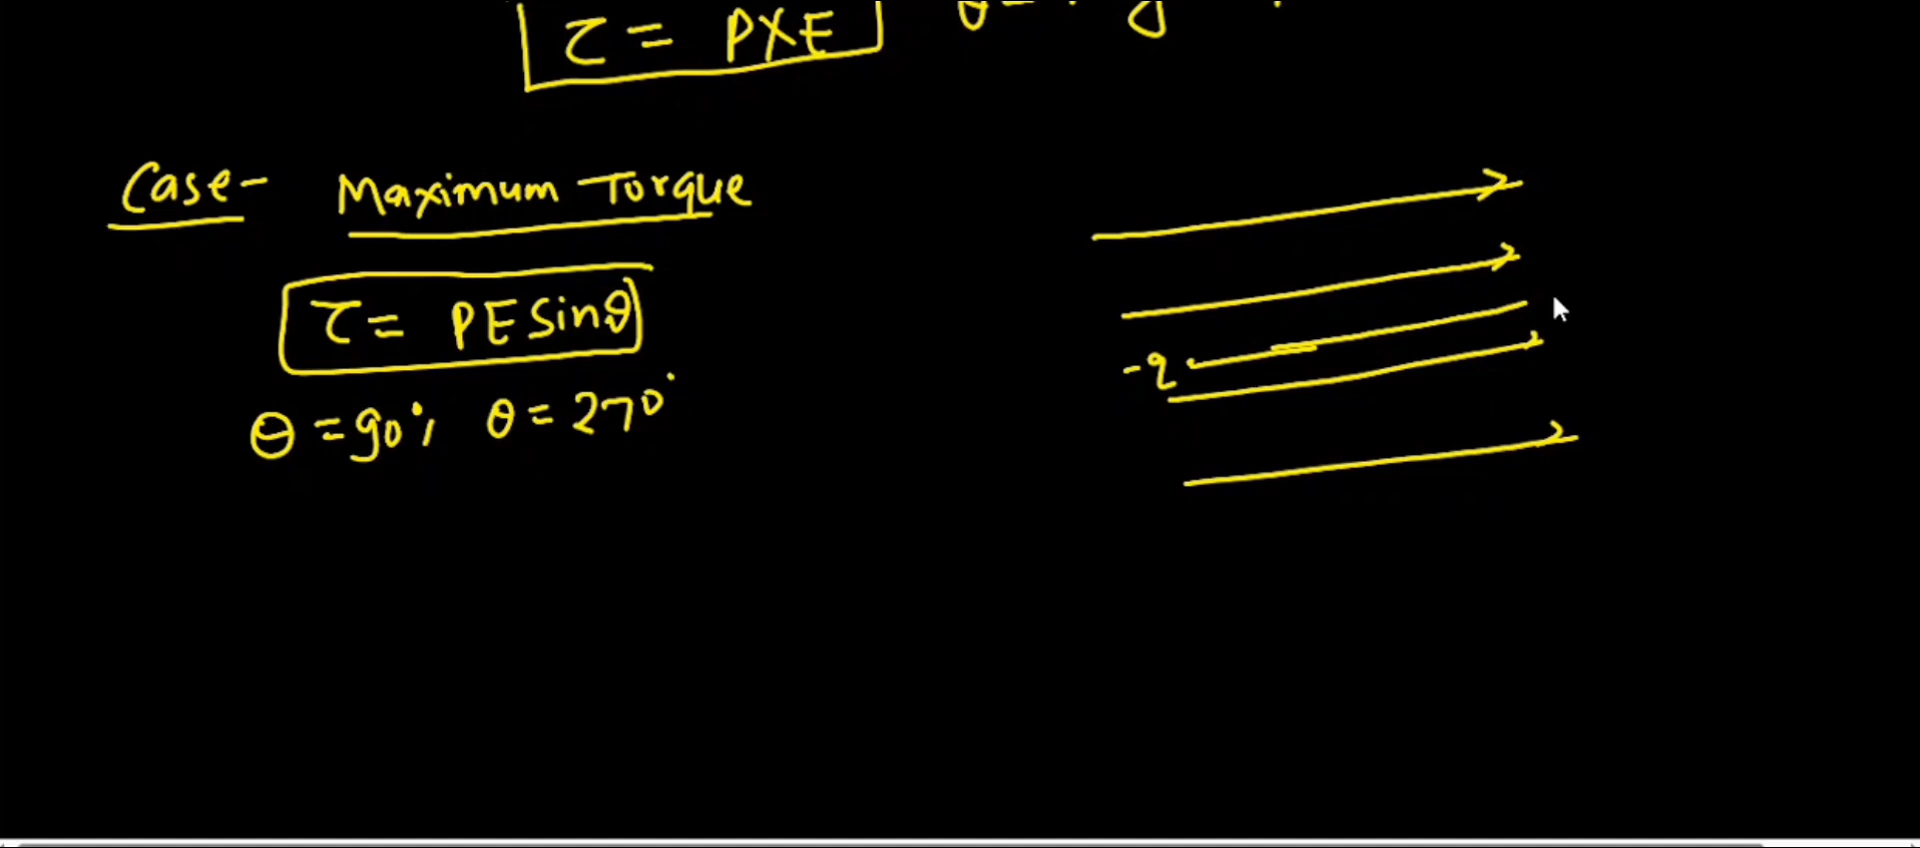 τ = P×E
Case- Maximum Torque
τ = PE Sinθ
θ = 90°, θ = 270°
-q